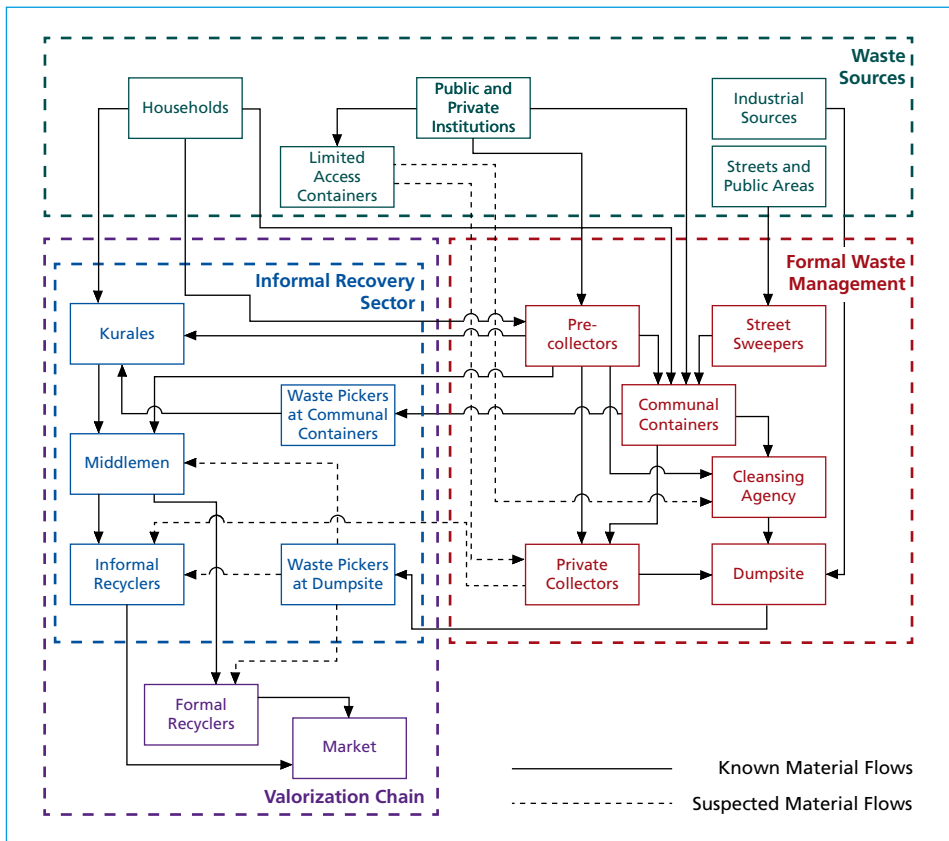 Waste
Sources
Households
Public and
Private
Institutions
Industrial
Sources
Limited
Access
Containers
Streets and
Public Areas
Informal Recovery
Sector
Formal Waste
Management
Kurales
Pre-
collectors
Street
Sweepers
Waste Pickers
at Communal
Containers
Communal
Containers
Middlemen
Cleansing
Agency
Informal
Recyclers
Waste Pickers
at Dumpsite
Private
Collectors
Dumpsite
Formal
Recyclers
Market
Valorization Chain
Known Material Flows
Suspected Material Flows